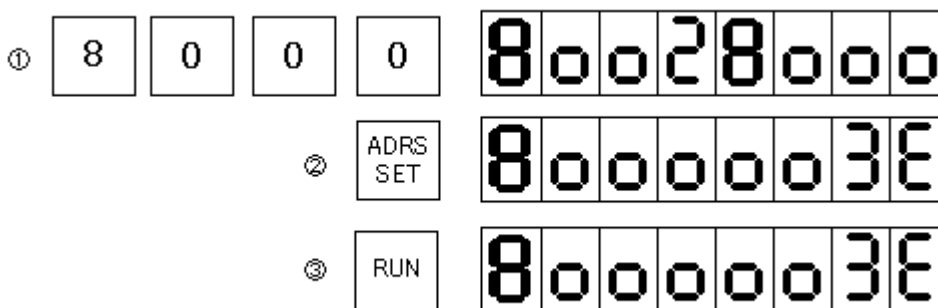 ① 8 0 0 0 8oo28ooo
② ADRS SET 8ooooo3E
③ RUN 8ooooo3E